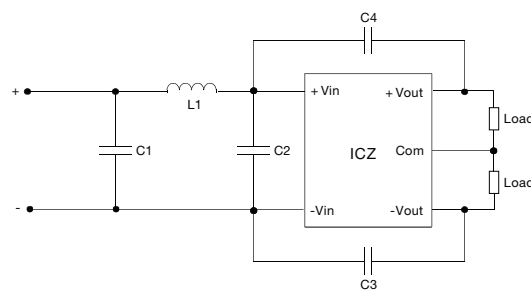 C4
+
+Vin
+Vout
Load
L1
C1
C2
ICZ
Com
Load
-
-Vin
-Vout
C3